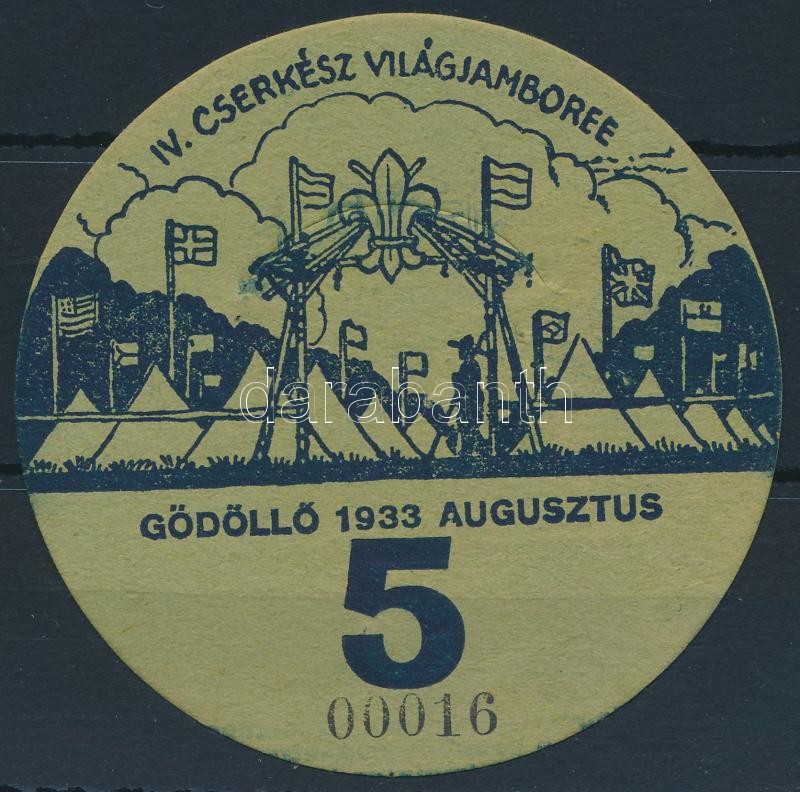 IV. CSERKÉSZ VILÁGJAMBOREE
darabanth
GÖDÖLLŐ 1933 AUGUSZTUS
5
00016